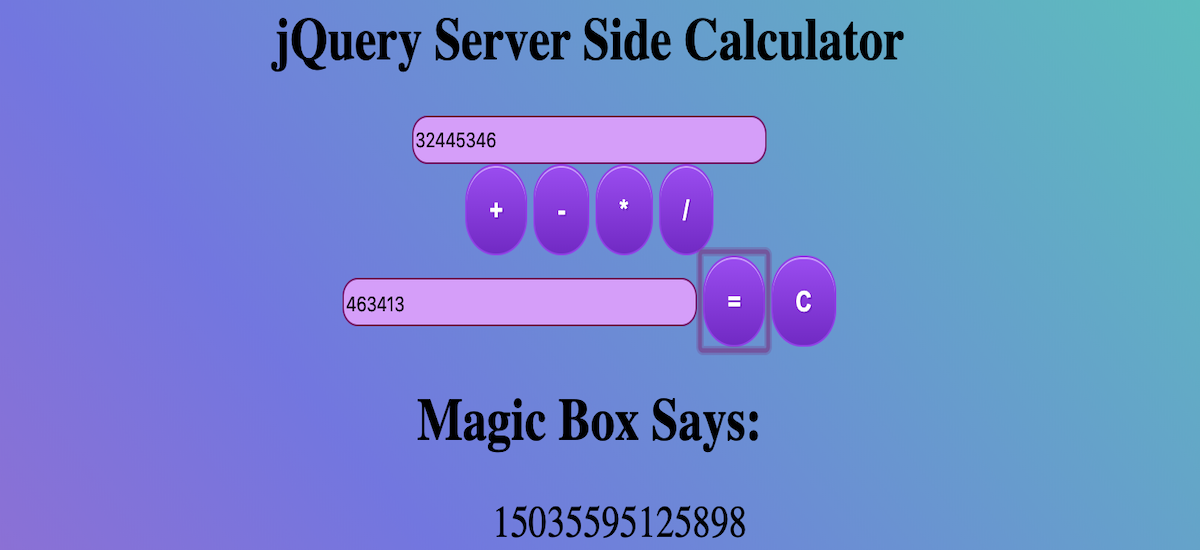 jQuery Server Side Calculator
32445346
+ - * /
463413 = C
Magic Box Says:
15035595125898